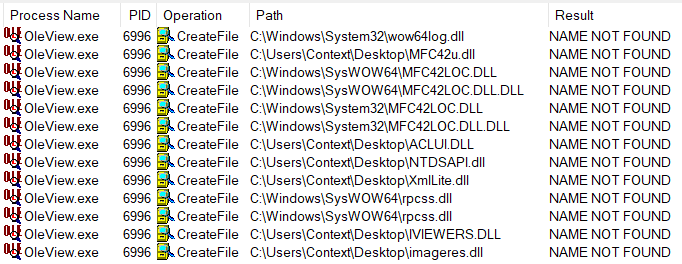 Process Name PID Operation Path Result
OleView.exe 6996 CreateFile C:\Windows\System32\wow64log.dll NAME NOT FOUND
OleView.exe 6996 CreateFile C:\Users\Context\Desktop\MFC42u.dll NAME NOT FOUND
OleView.exe 6996 CreateFile C:\Windows\SysWOW64\MFC42LOC.DLL NAME NOT FOUND
OleView.exe 6996 CreateFile C:\Windows\SysWOW64\MFC42LOC.DLL.DLL NAME NOT FOUND
OleView.exe 6996 CreateFile C:\Windows\System32\MFC42LOC.DLL NAME NOT FOUND
OleView.exe 6996 CreateFile C:\Windows\System32\MFC42LOC.DLL.DLL NAME NOT FOUND
OleView.exe 6996 CreateFile C:\Users\Context\Desktop\ACLUI.DLL NAME NOT FOUND
OleView.exe 6996 CreateFile C:\Users\Context\Desktop\NTDSAPI.dll NAME NOT FOUND
OleView.exe 6996 CreateFile C:\Users\Context\Desktop\XmlLite.dll NAME NOT FOUND
OleView.exe 6996 CreateFile C:\Windows\SysWOW64\rpcss.dll NAME NOT FOUND
OleView.exe 6996 CreateFile C:\Windows\SysWOW64\rpcss.dll NAME NOT FOUND
OleView.exe 6996 CreateFile C:\Users\Context\Desktop\IVIEWERS.DLL NAME NOT FOUND
OleView.exe 6996 CreateFile C:\Users\Context\Desktop\imageres.dll NAME NOT FOUND